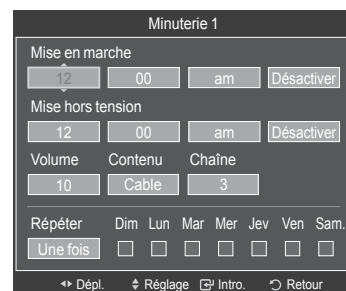 Minuterie 1
Mise en marche
12 00 am Désactiver
Mise hors tension
12 00 am Désactiver
Volume Contenu Chaîne
10 Cable 3
Répéter Dim Lun Mar Mer Jev Ven Sam.
Une fois
Dépl. Réglage Intro. Retour